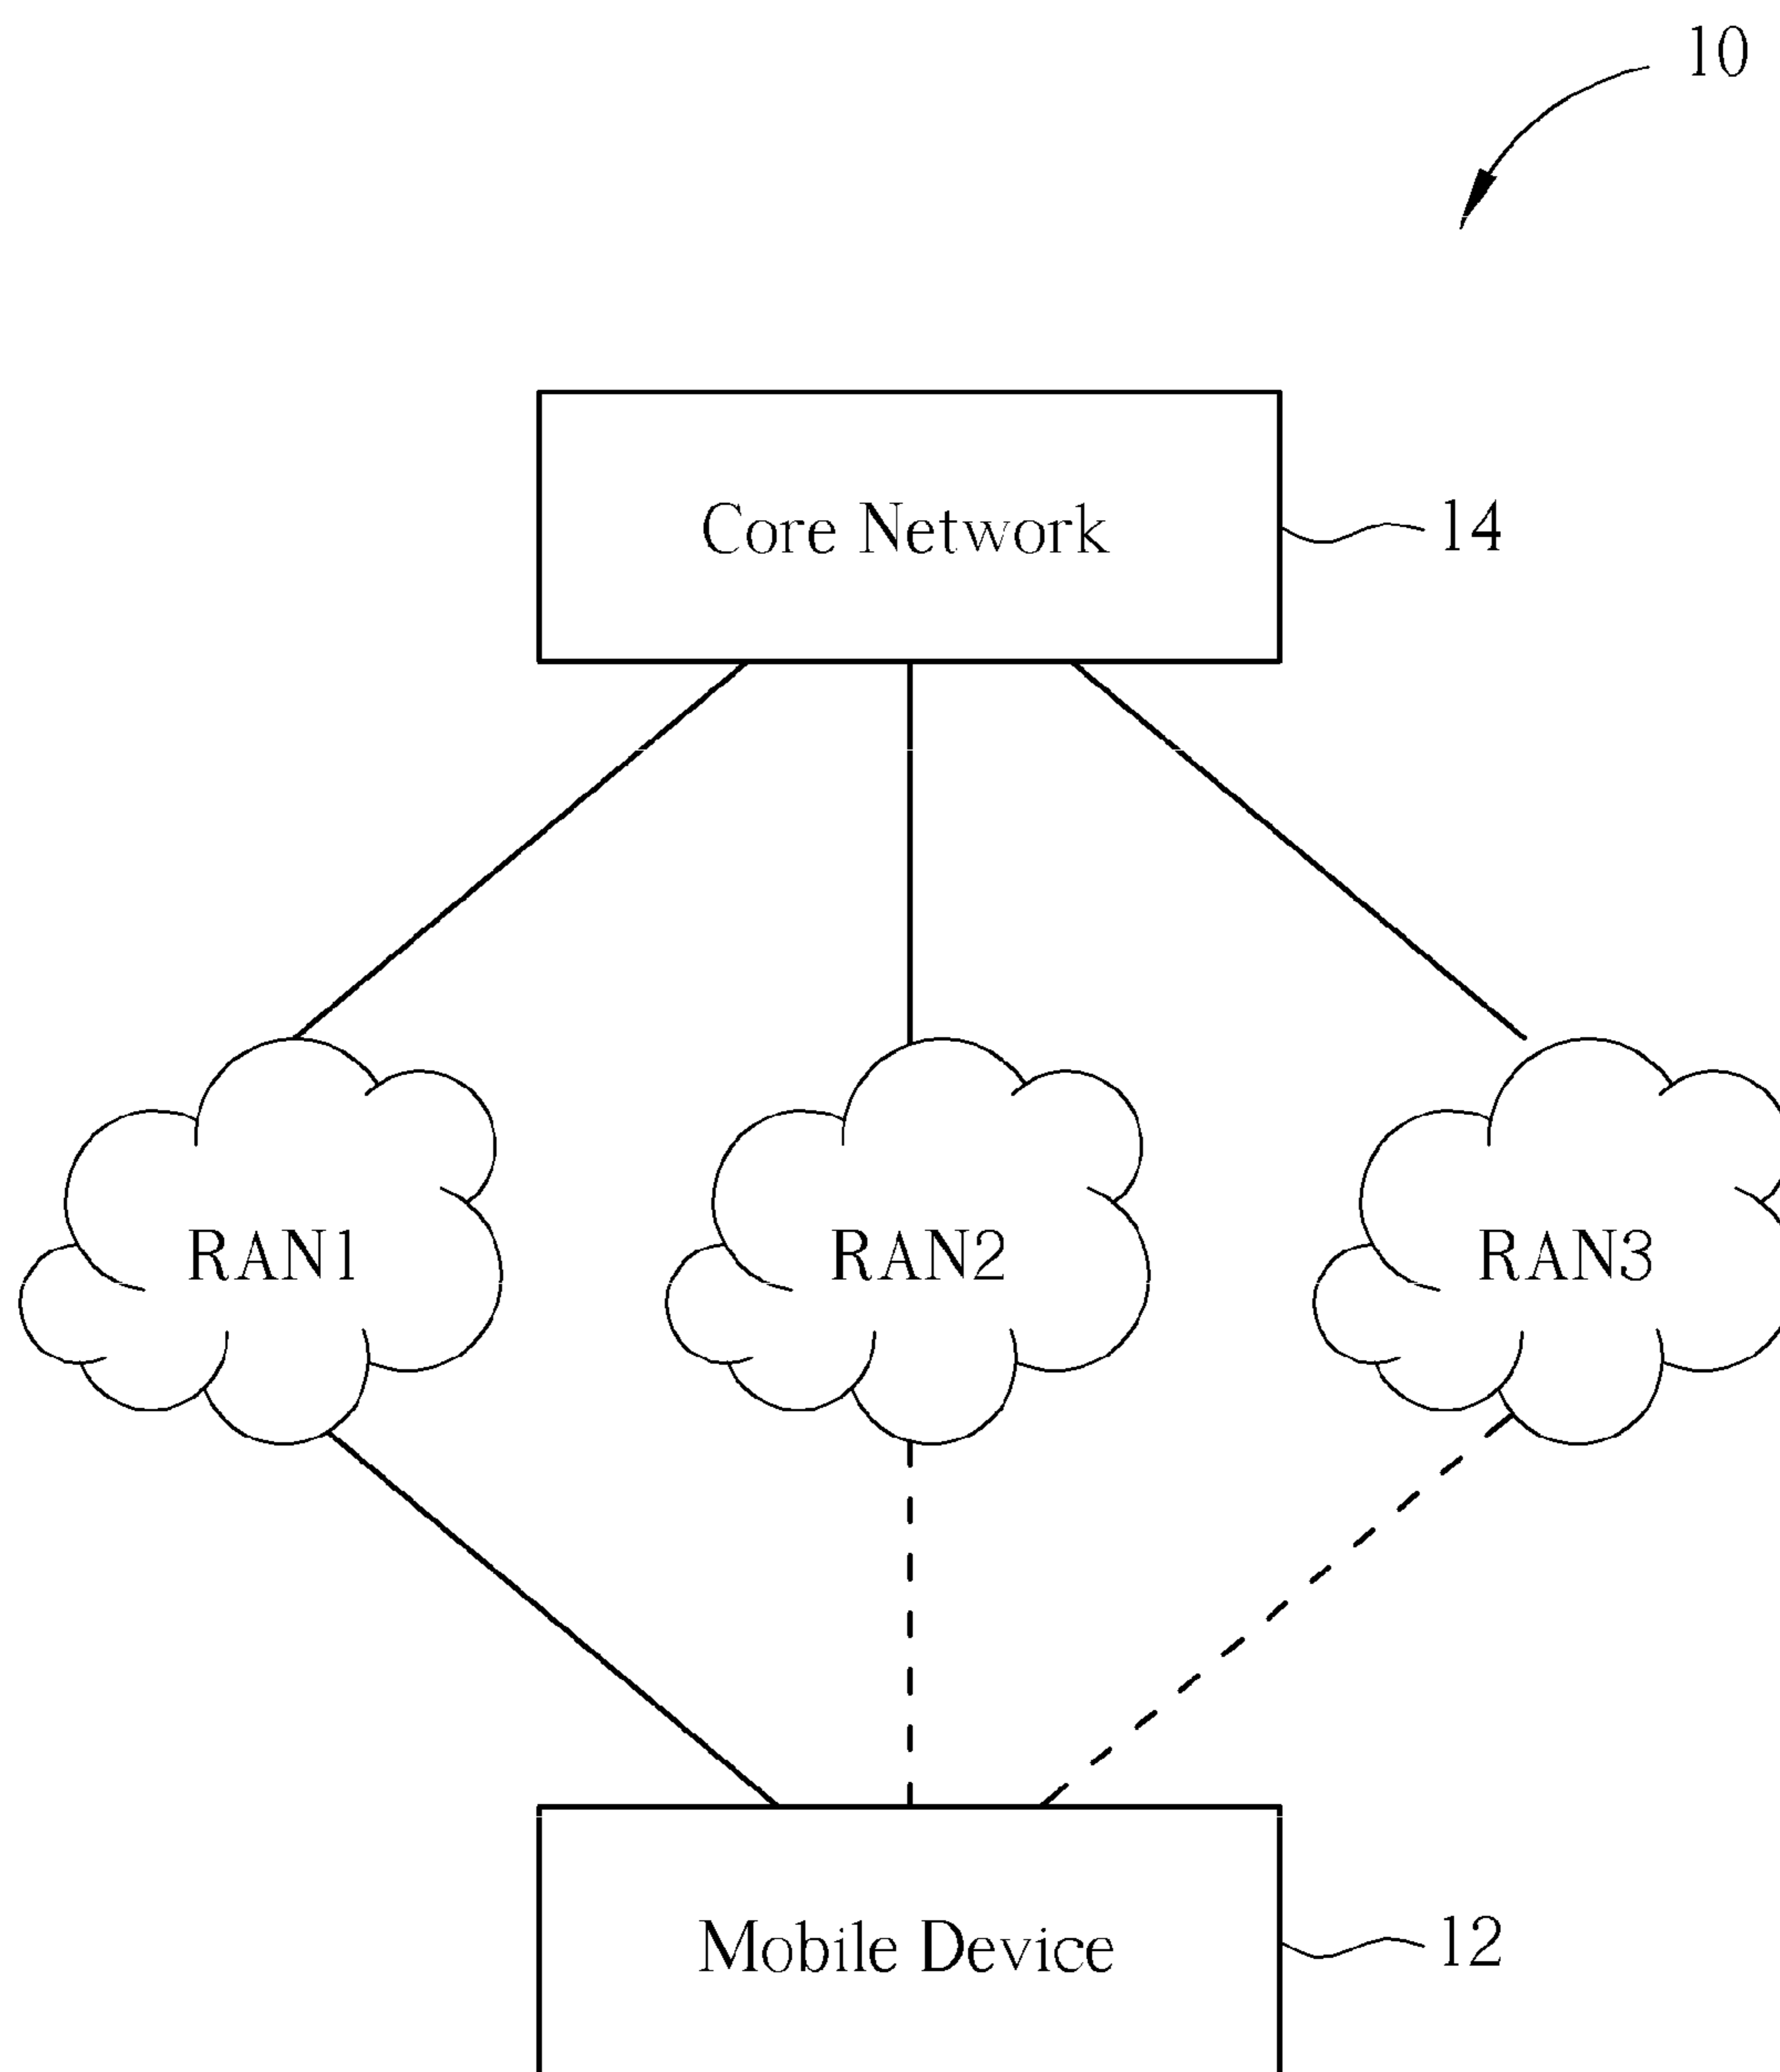 10
Core Network
14
RAN1
RAN2
RAN3
Mobile Device
12